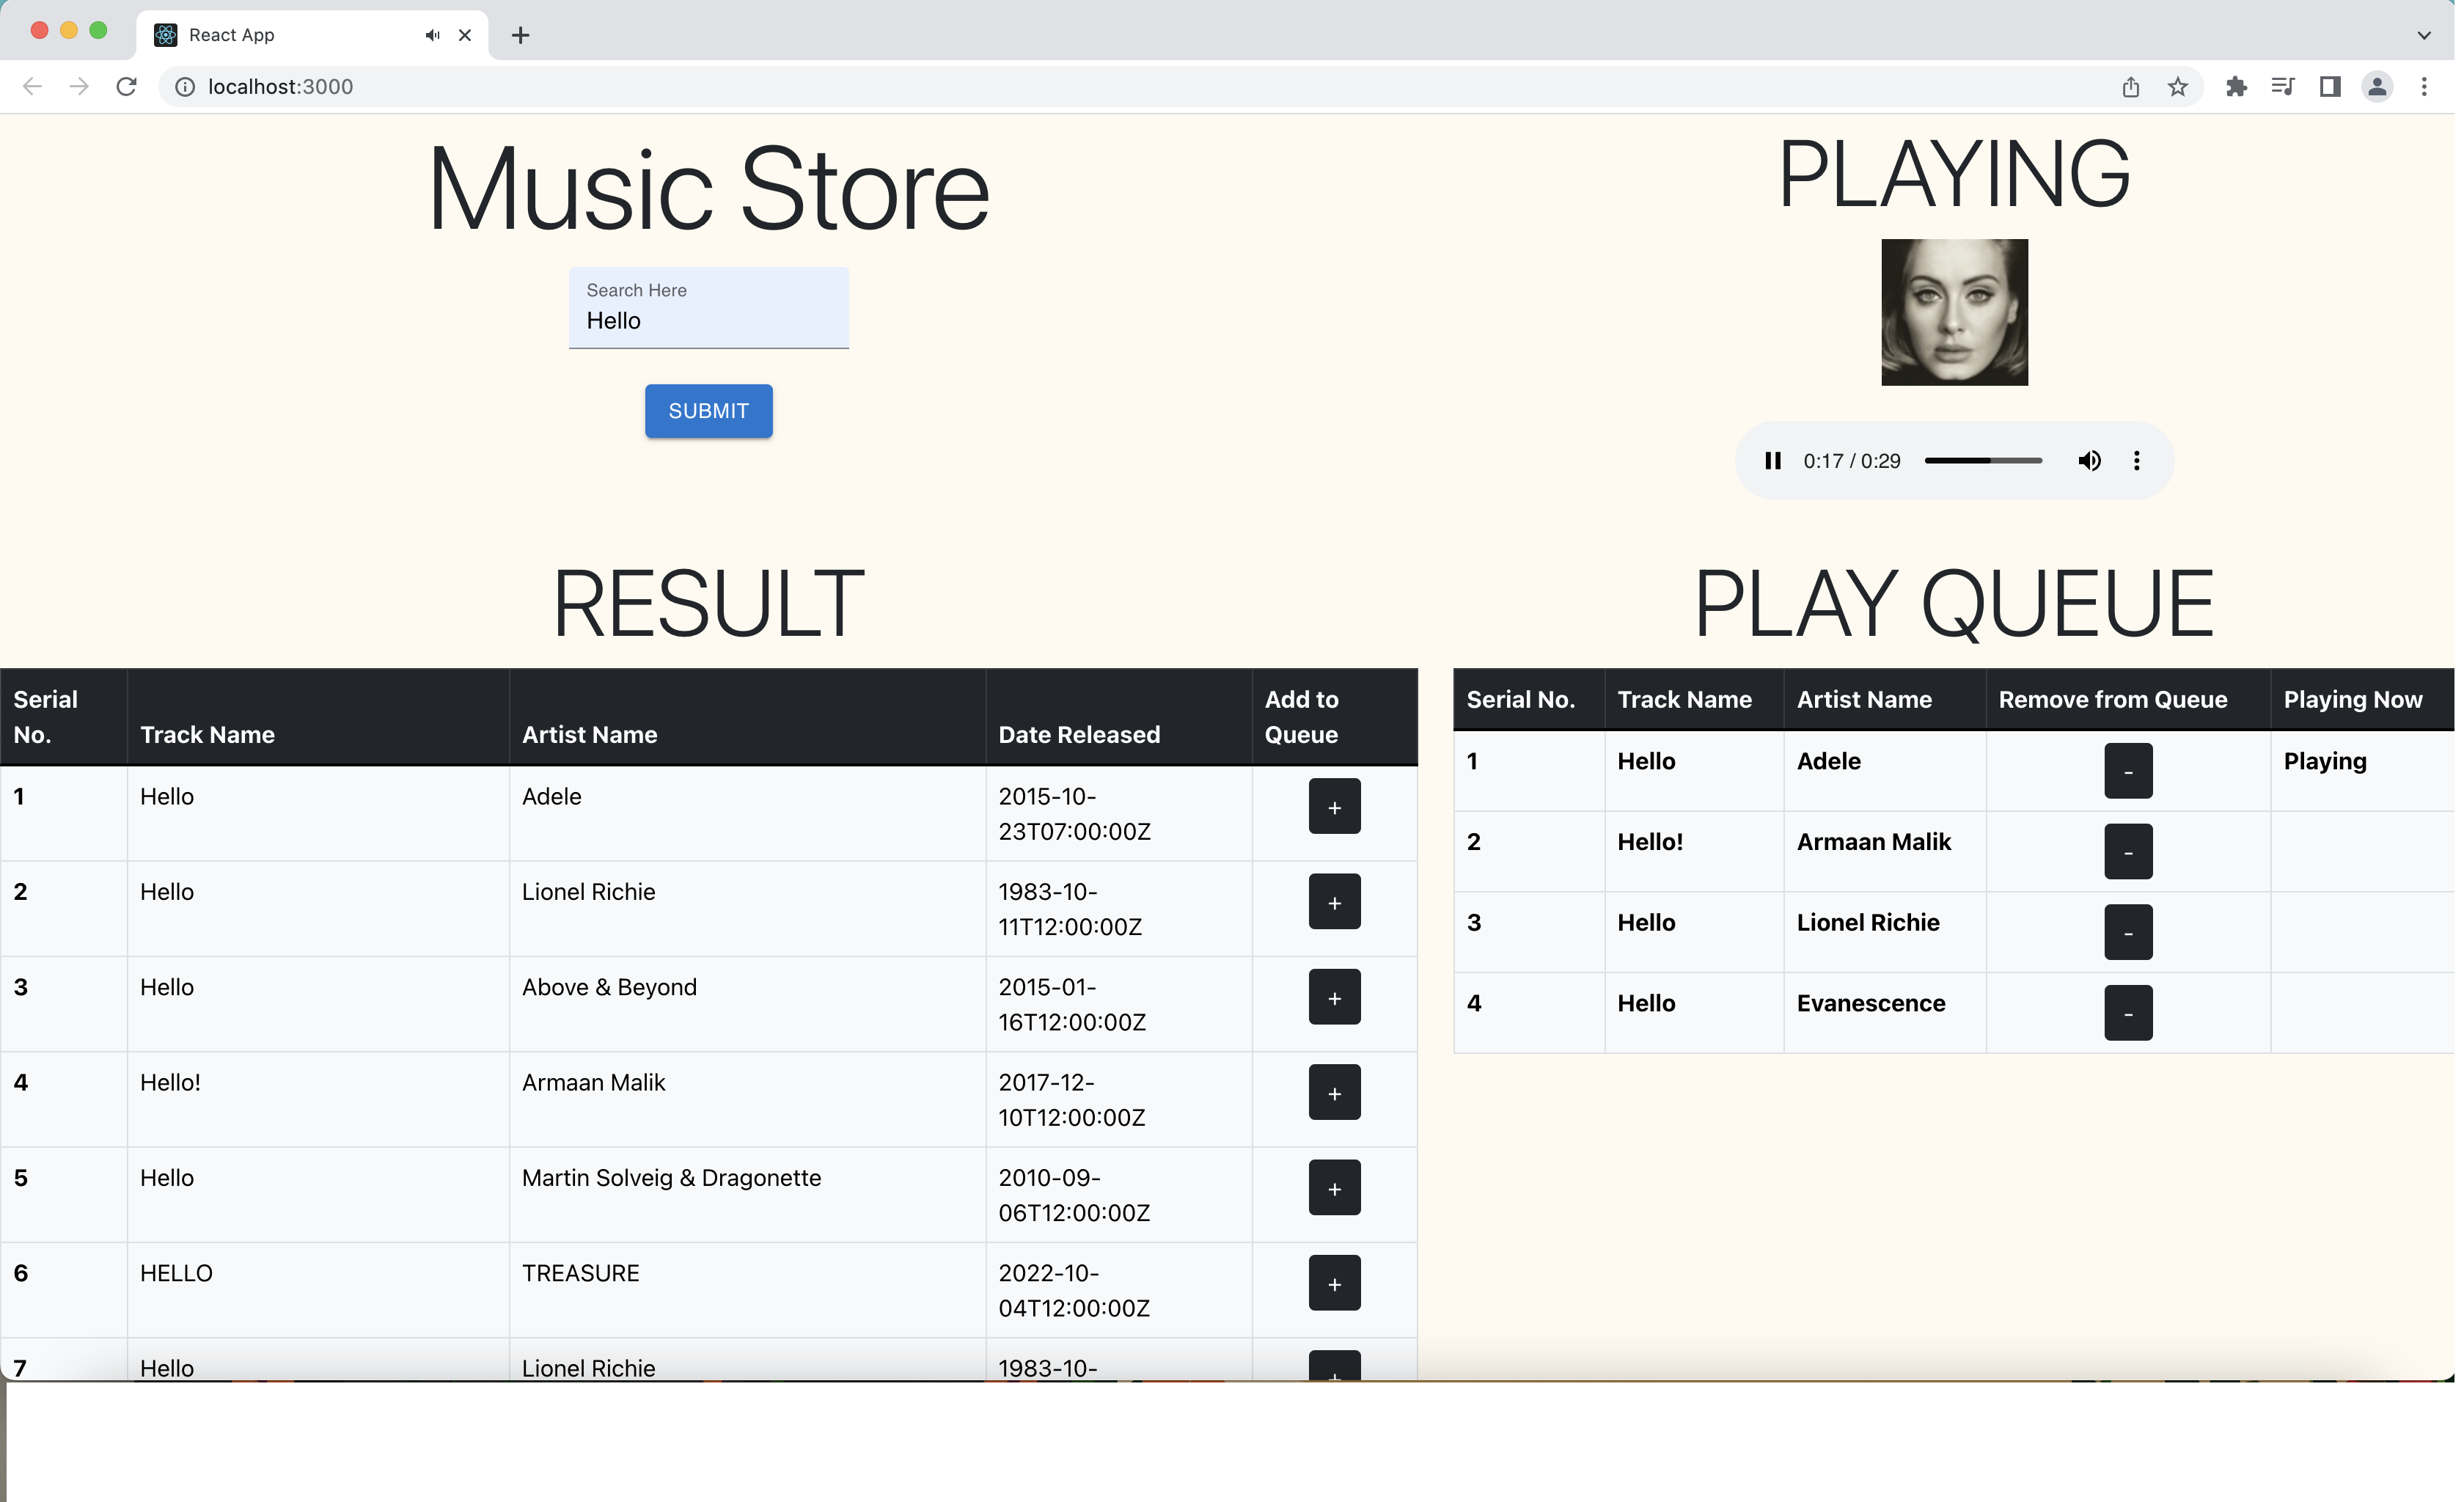 React App
localhost:3000
Music Store
Search Here
Hello
SUBMIT
PLAYING
0:17 / 0:29
RESULT
Serial No.
Track Name
Artist Name
Date Released
Add to Queue
1
Hello
Adele
2015-10-
23T07:00:00Z
+
2
Hello
Lionel Richie
1983-10-
11T12:00:00Z
+
3
Hello
Above & Beyond
2015-01-
16T12:00:00Z
+
4
Hello!
Armaan Malik
2017-12-
10T12:00:00Z
+
5
Hello
Martin Solveig & Dragonette
2010-09-
06T12:00:00Z
+
6
HELLO
TREASURE
2022-10-
04T12:00:00Z
+
7
Hello
Lionel Richie
1983-10-
+
PLAY QUEUE
Serial No.
Track Name
Artist Name
Remove from Queue
Playing Now
1
Hello
Adele
-
Playing
2
Hello!
Armaan Malik
-
3
Hello
Lionel Richie
-
4
Hello
Evanescence
-